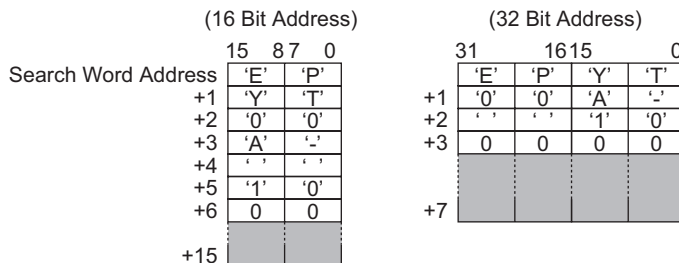 (16 Bit Address) (32 Bit Address)
15 8 7 0 31 16 15 0
Search Word Address ‘E’ ‘P’ ‘E’ ‘P’ ‘Y’ ‘T’
+1 ‘Y’ ‘T’ +1 ‘0’ ‘0’ ‘A’ ‘-’
+2 ‘0’ ‘0’ +2 ‘ ’ ‘ ’ ‘1’ ‘0’
+3 ‘A’ ‘-’ +3 0 0 0 0
+4 ‘ ’ ‘ ’
+5 ‘1’ ‘0’
+6 0 0 +7
+15